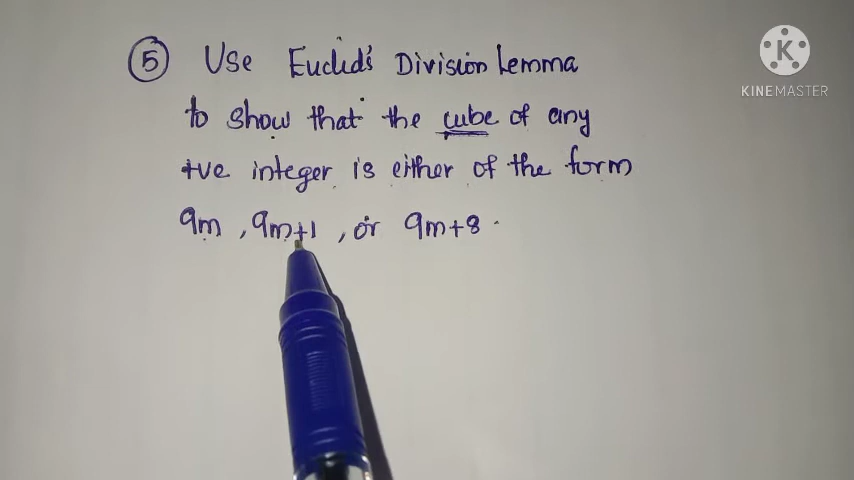 5 Use Euclid's Division Lemma
to show that the cube of any
+ve integer is either of the form
9m, 9m+1, or 9m+8.
K
KINEMASTER